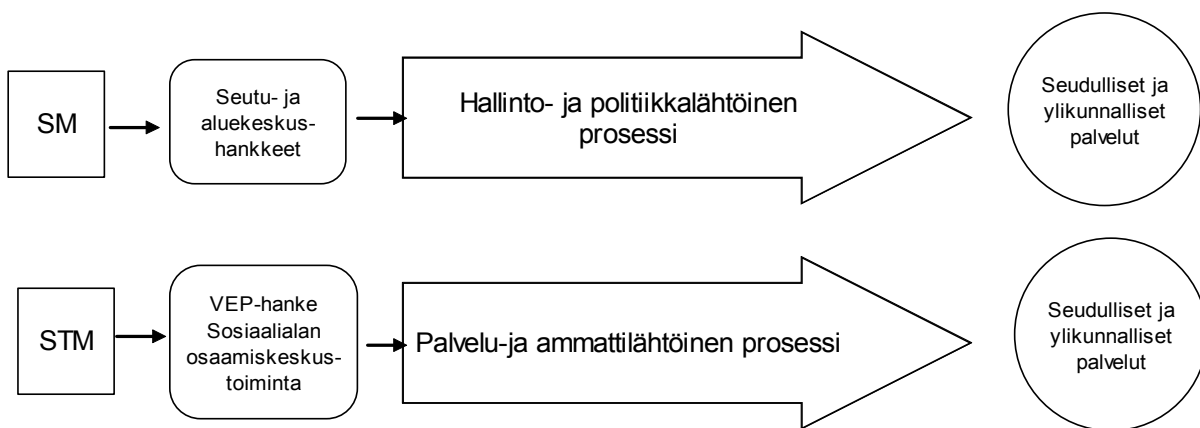 SM
Seutu- ja
aluekeskus-
hankkeet
Hallinto- ja politiikkalähtöinen
prosessi
Seudulliset ja
ylikunnalliset
palvelut
STM
VEP-hanke
Sosiaalialan
osaamiskeskus-
toiminta
Palvelu-ja ammattilähtöinen prosessi
Seudulliset ja
ylikunnalliset
palvelut